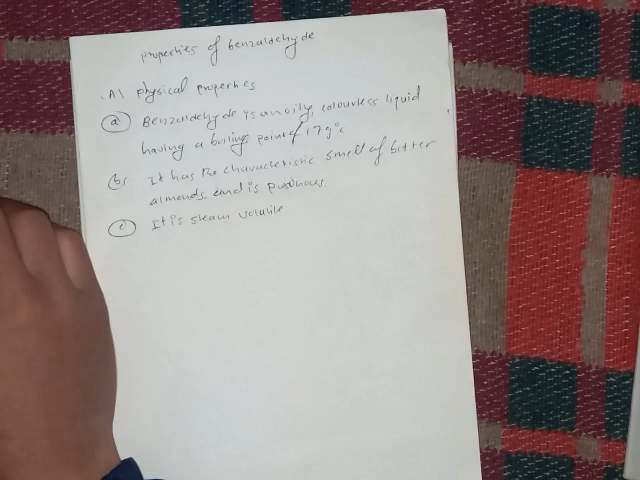 properties of benzaldehyde
A) physical properties
(a) Benzaldehyde is an oily, colourless liquid
having a boiling point of 179°c
(b) It has the characteristic smell of bitter
almonds and is
(c) It is steam volatile